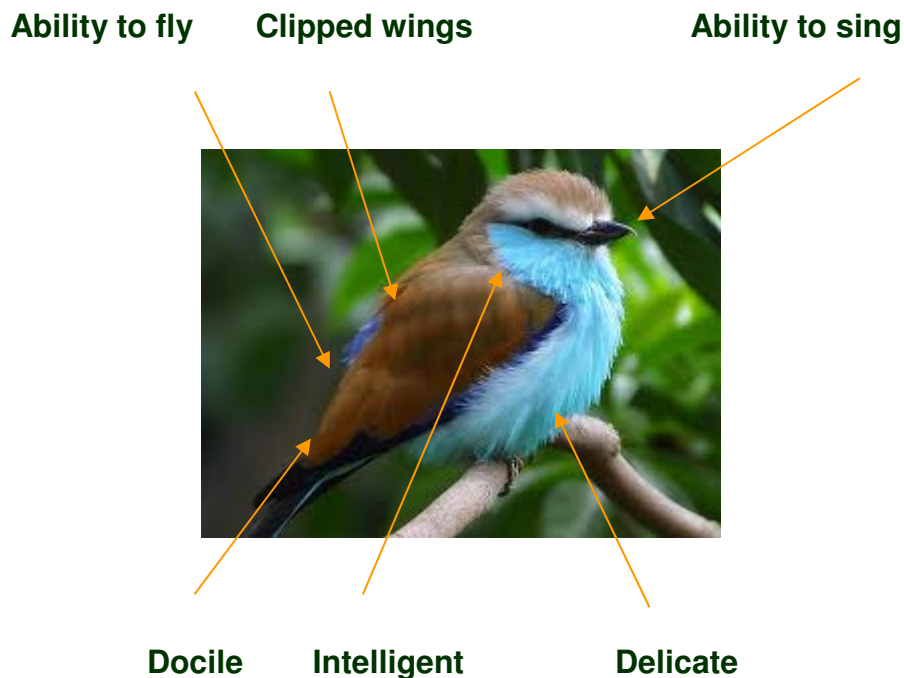 Ability to fly Clipped wings Ability to sing
Docile Intelligent Delicate